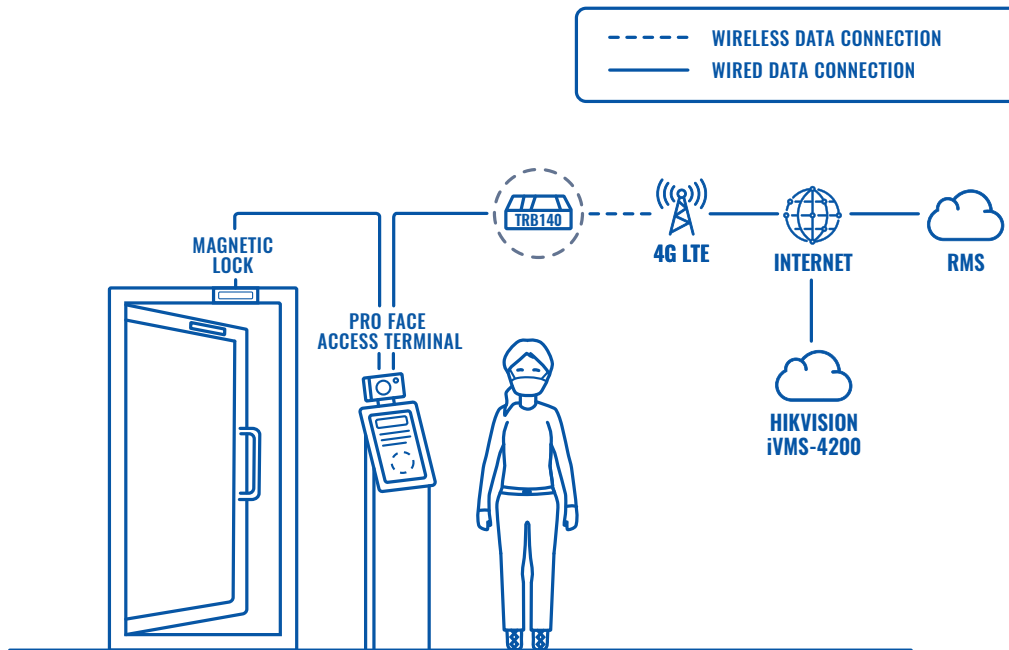 WIRELESS DATA CONNECTION
WIRED DATA CONNECTION
TRB140
4G LTE
INTERNET
RMS
MAGNETIC
LOCK
PRO FACE
ACCESS TERMINAL
HIKVISION
iVMS-4200